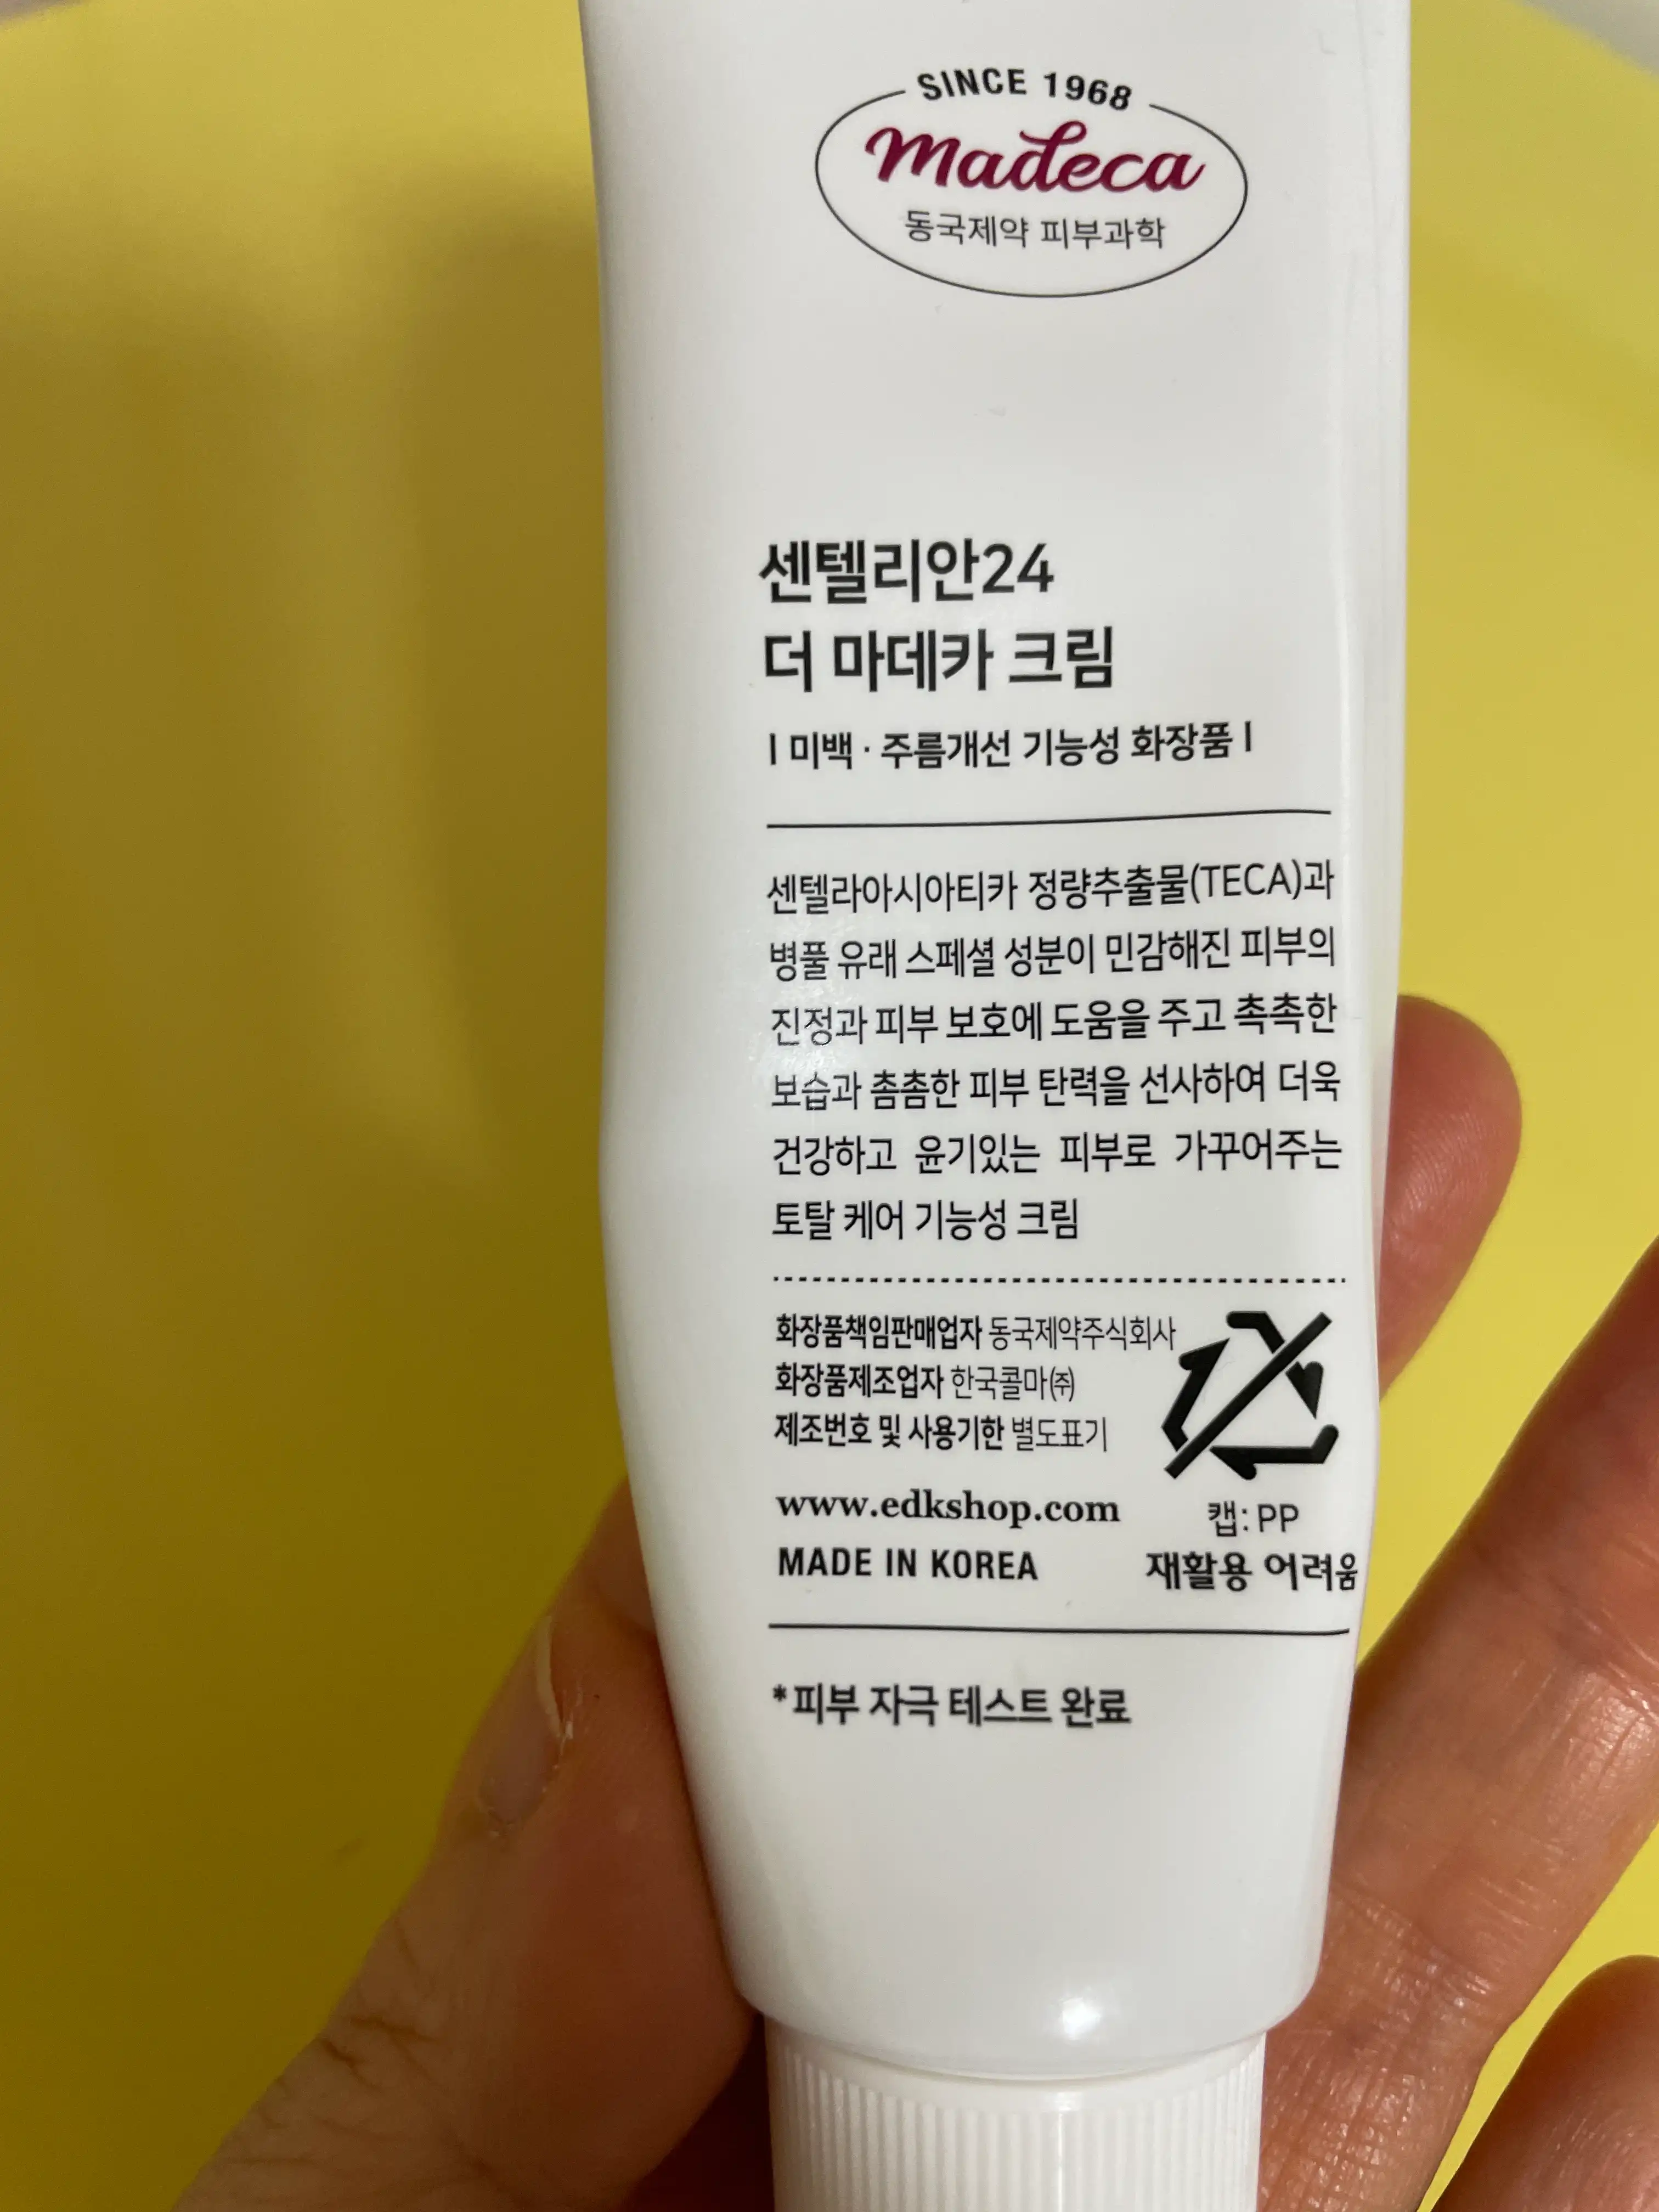 SINCE 1968
Madeca
동국제약 피부과학
센텔리안24
더 마데카 크림
I 미백 · 주름개선 기능성 화장품 I
센텔라아시아티카 정량추출물(TECA)과
병풀 유래 스페셜 성분이 민감해진 피부의
진정과 피부 보호에 도움을 주고 촉촉한
보습과 촘촘한 피부 탄력을 선사하여 더욱
건강하고 윤기있는 피부로 가꾸어주는
토탈 케어 기능성 크림
화장품책임판매업자 동국제약주식회사
화장품제조업자 한국콜마㈜
제조번호 및 사용기한 별도표기
www.edkshop.com
MADE IN KOREA
캡: PP
재활용 어려움
*피부 자극 테스트 완료